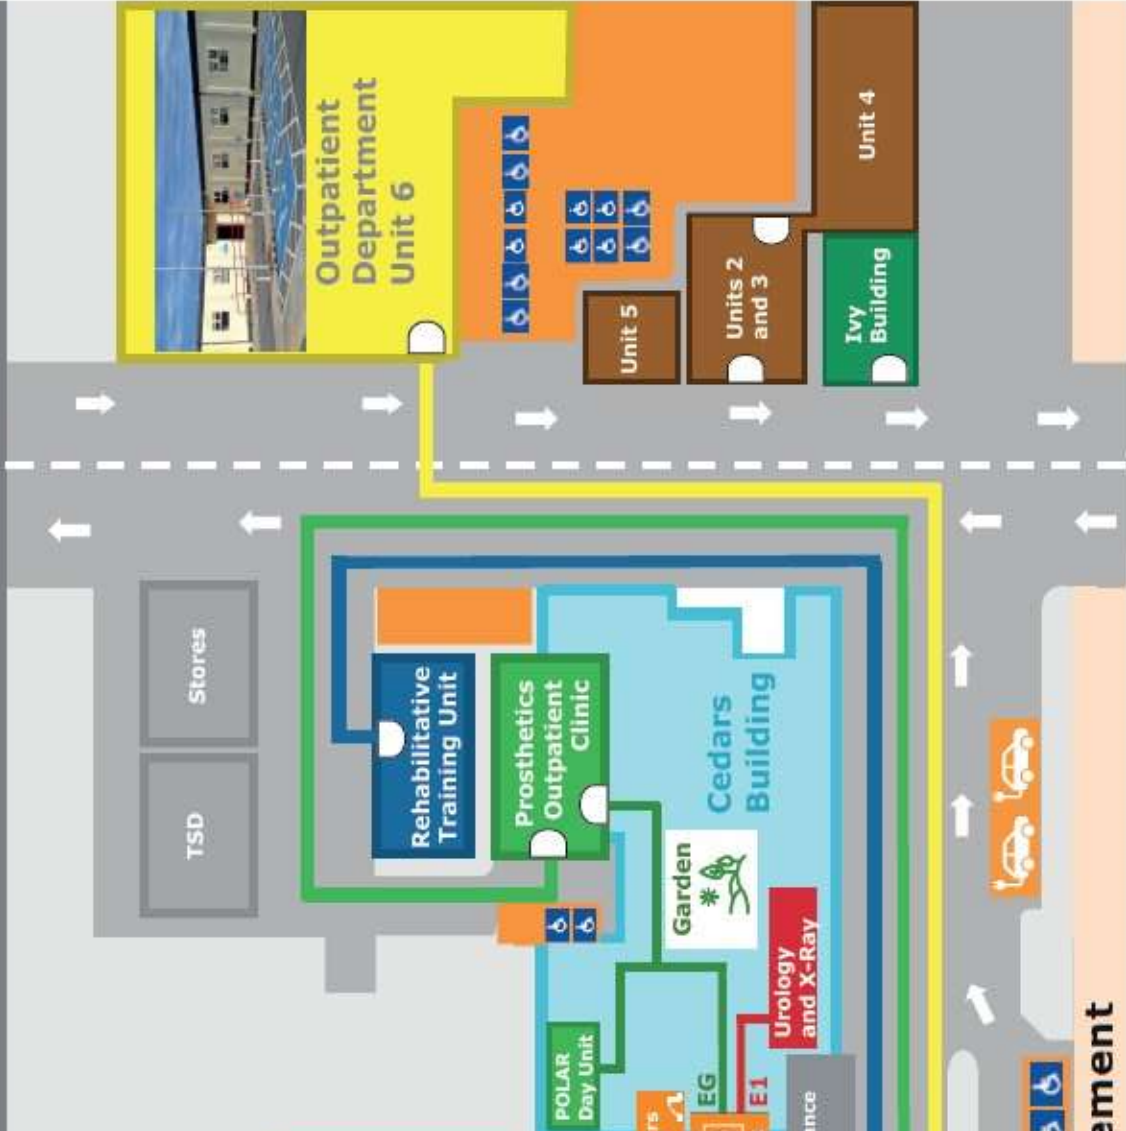 Outpatient
Department
Unit 6
Unit 4
Units 2
and 3
Unit 5
Ivy
Building
Stores
TSD
Rehabilitative
Training Unit
Prosthetics
Outpatient
Clinic
Cedars
Building
Garden
Urology
and X-Ray
POLAR
Day Unit
EG
E1